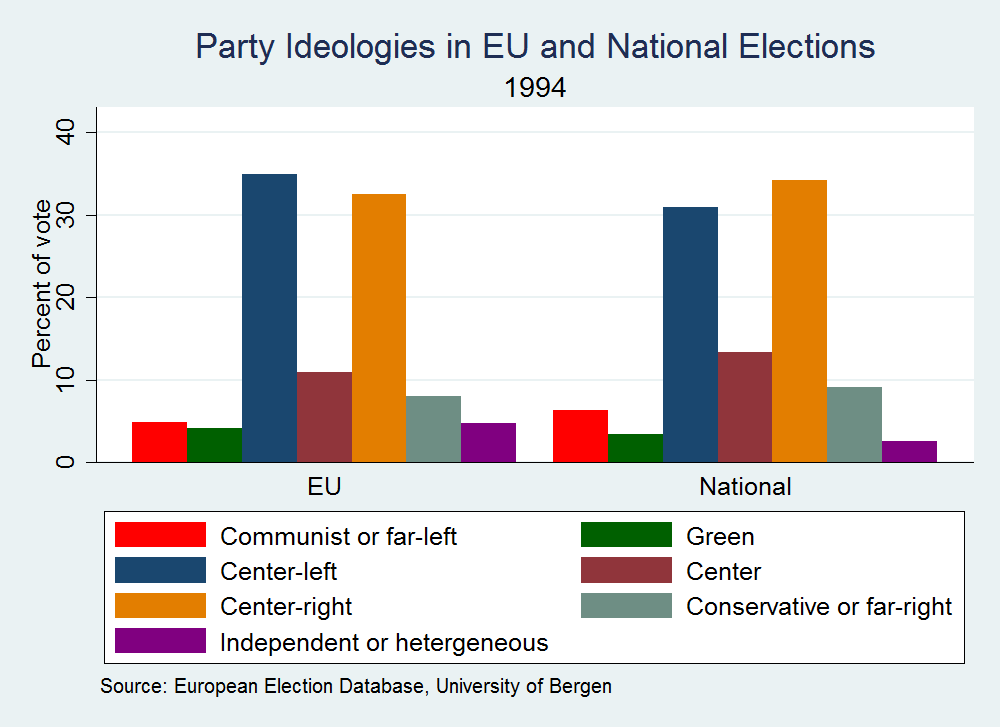 Party Ideologies in EU and National Elections
1994
Percent of vote
40
30
20
10
0
EU
National
Communist or far-left
Green
Center-left
Center
Center-right
Conservative or far-right
Independent or hetergeneous
Source: European Election Database, University of Bergen